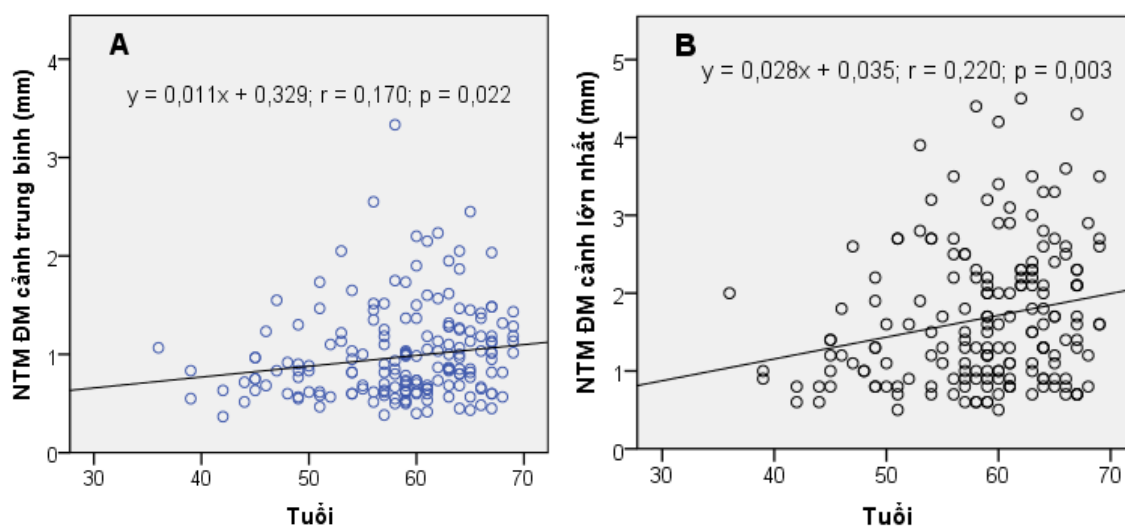 A
y = 0,011x + 0,329; r = 0,170; p = 0,022
NTM ĐM cảnh trung bình (mm)
4
3
2
1
0
30 40 50 60 70
Tuổi
B
y = 0,028x + 0,035; r = 0,220; p = 0,003
NTM ĐM cảnh lớn nhất (mm)
5
4
3
2
1
0
30 40 50 60 70
Tuổi